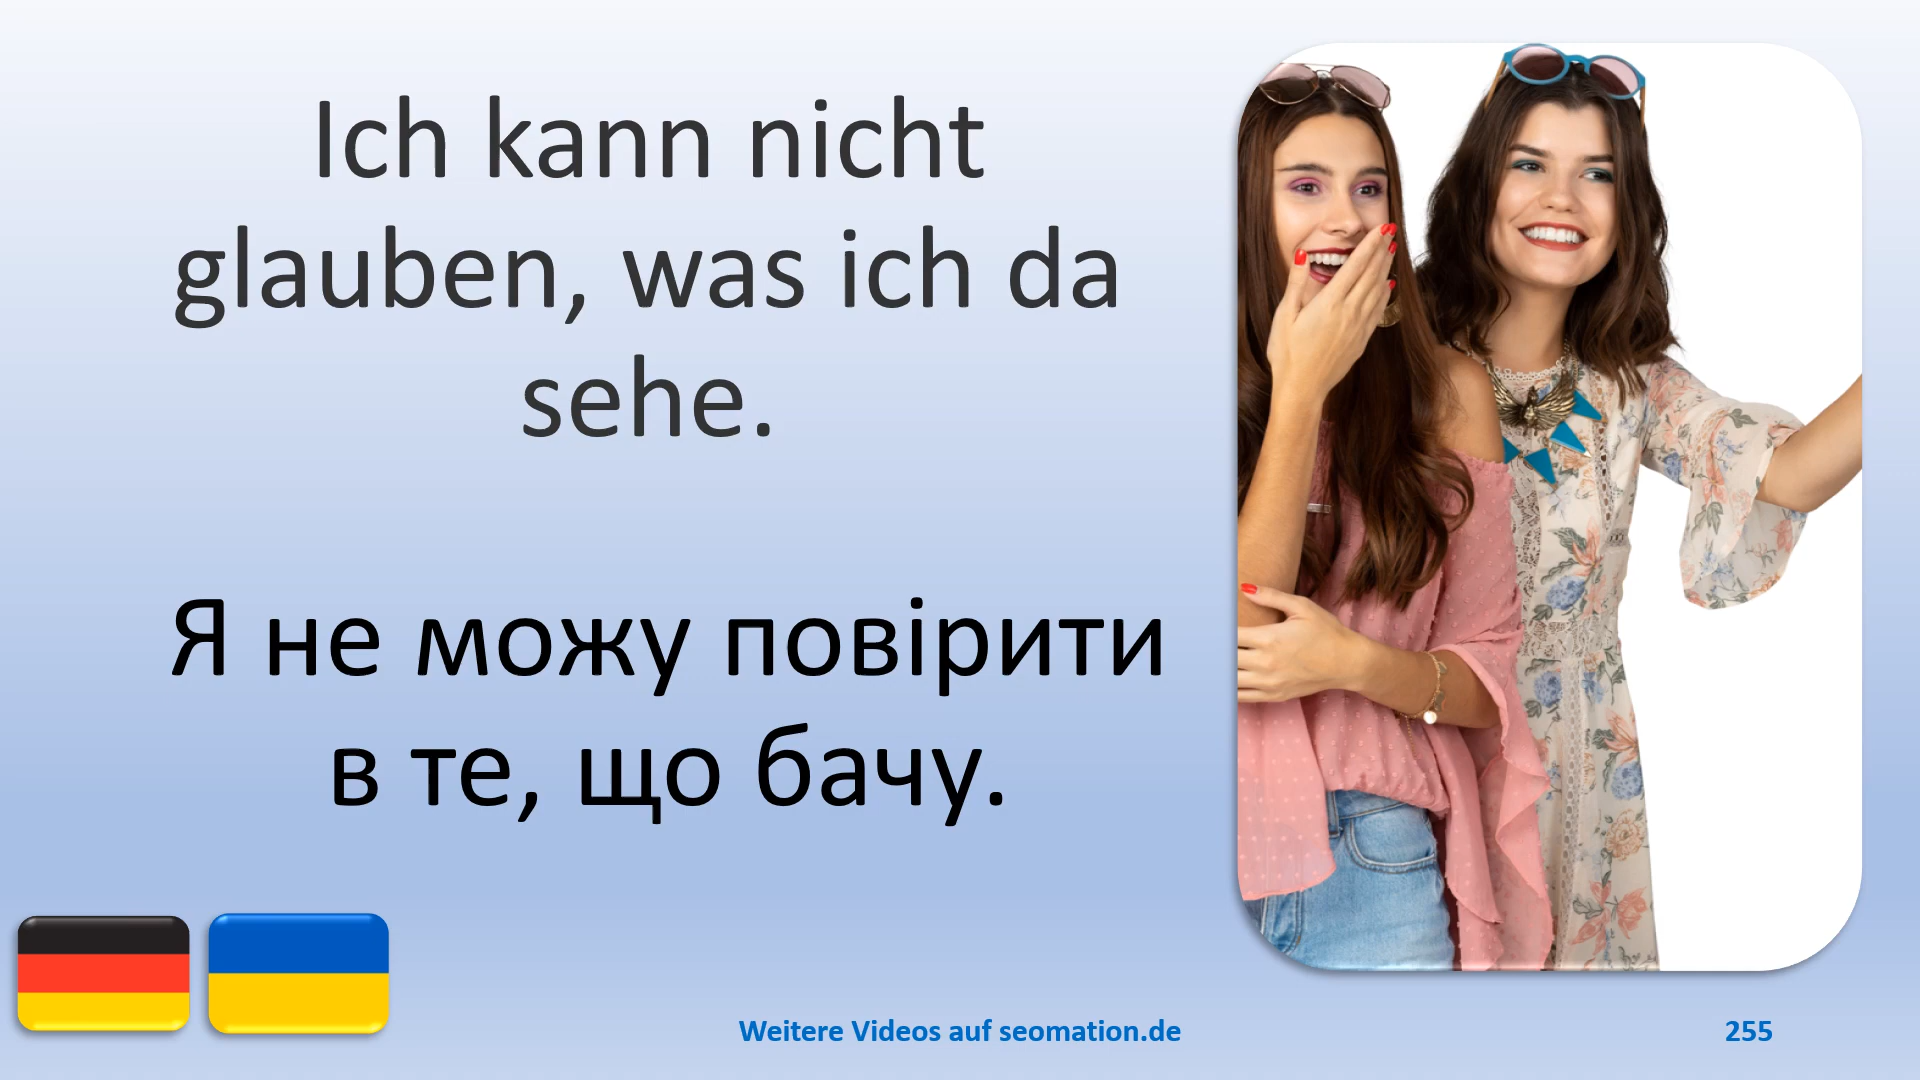 Ich kann nicht
glauben, was ich da
sehe.
Я не можу повірити
в те, що бачу.
Weitere Videos auf seomation.de
255